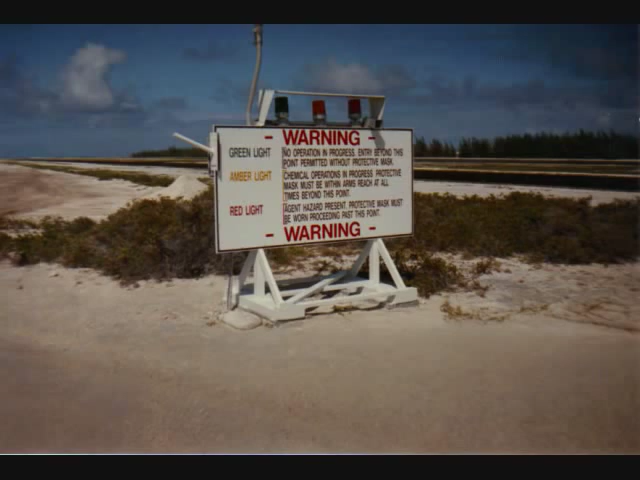 - WARNING -
GREEN LIGHT NO OPERATION IN PROGRESS. ENTRY BEYOND THIS
POINT PERMITTED WITHOUT PROTECTIVE MASK.
AMBER LIGHT CHEMICAL OPERATIONS IN PROGRESS. PROTECTIVE
MASK MUST BE WITHIN ARMS REACH AT ALL
TIMES BEYOND THIS POINT.
RED LIGHT AGENT HAZARD PRESENT. PROTECTIVE MASK MUST
BE WORN PROCEEDING PAST THIS POINT.
- WARNING -